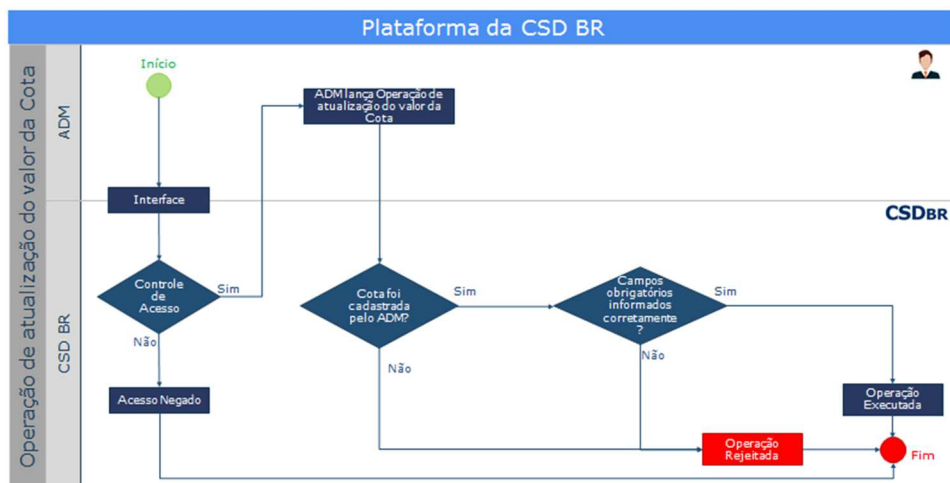 Plataforma da CSD BR
Operação de atualização do valor da Cota
ADM
CSD BR
Início
ADM lança Operação de
atualização do valor da
Cota
Interface
CSDBR
Controle
de
Acesso
Sim
Não
Acesso Negado
Cota foi
cadastrada
pelo ADM?
Sim
Não
Campos
obrigatórios
informados
corretamente
?
Sim
Não
Operação
Executada
Operação
Rejeitada
Fim